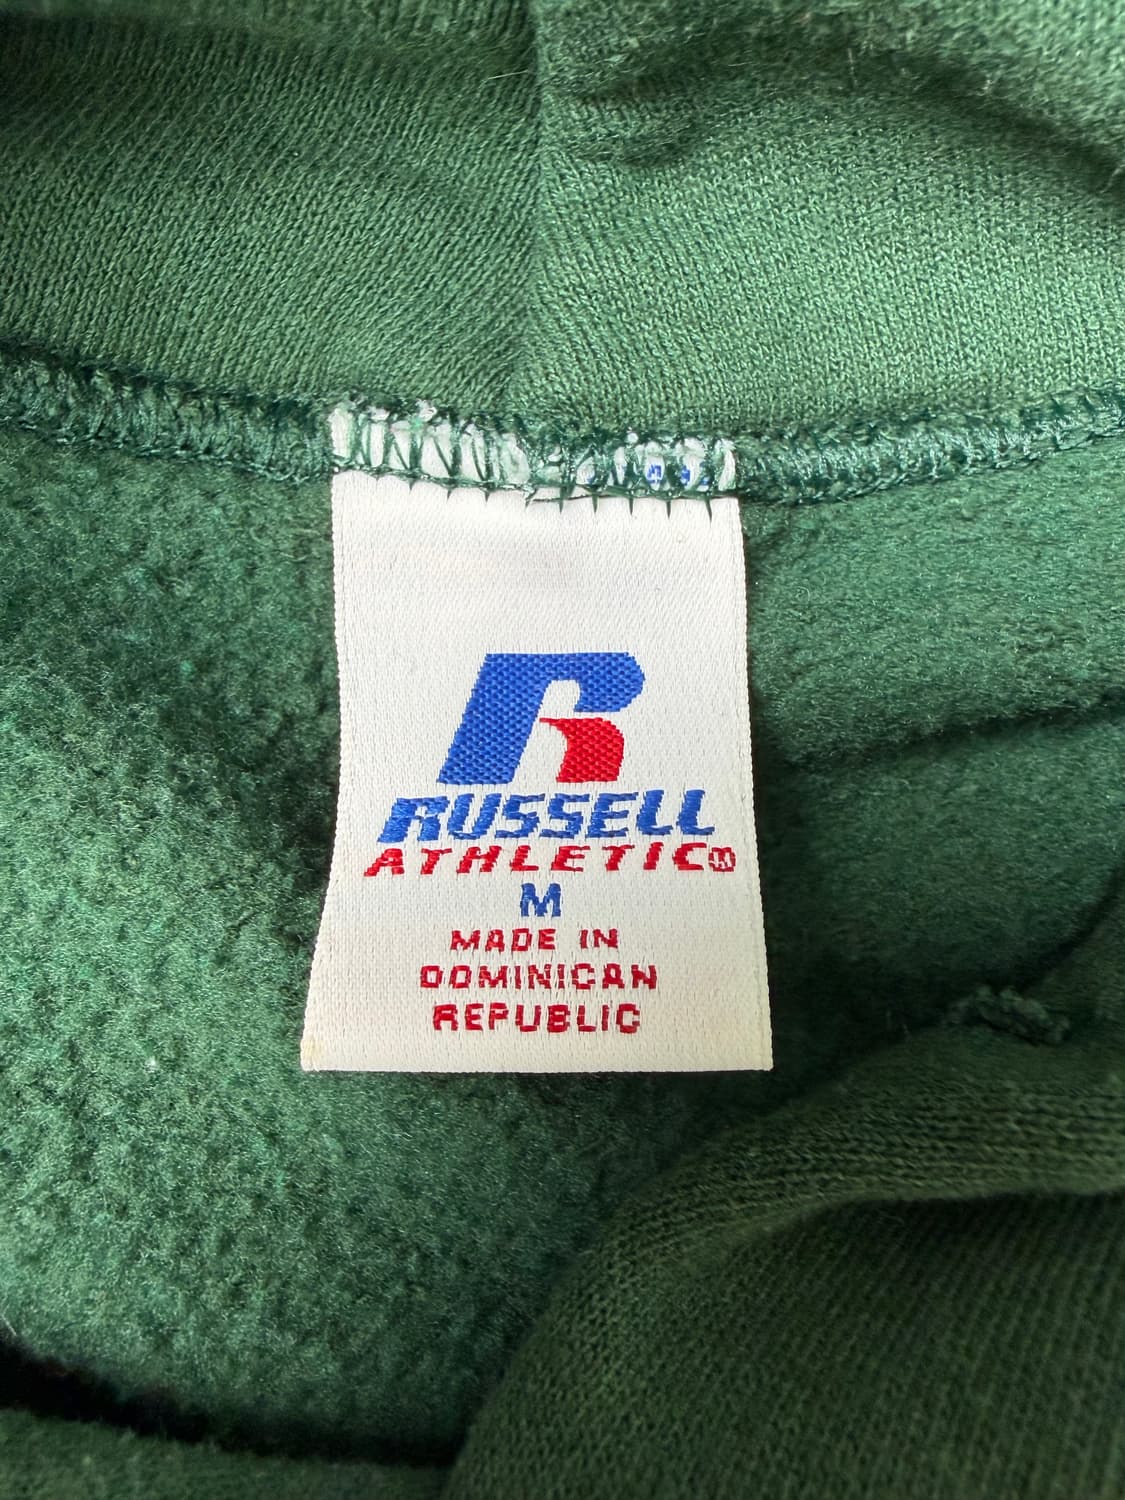 R
RUSSELL
ATHLETIC
M
MADE IN
DOMINICAN
REPUBLIC